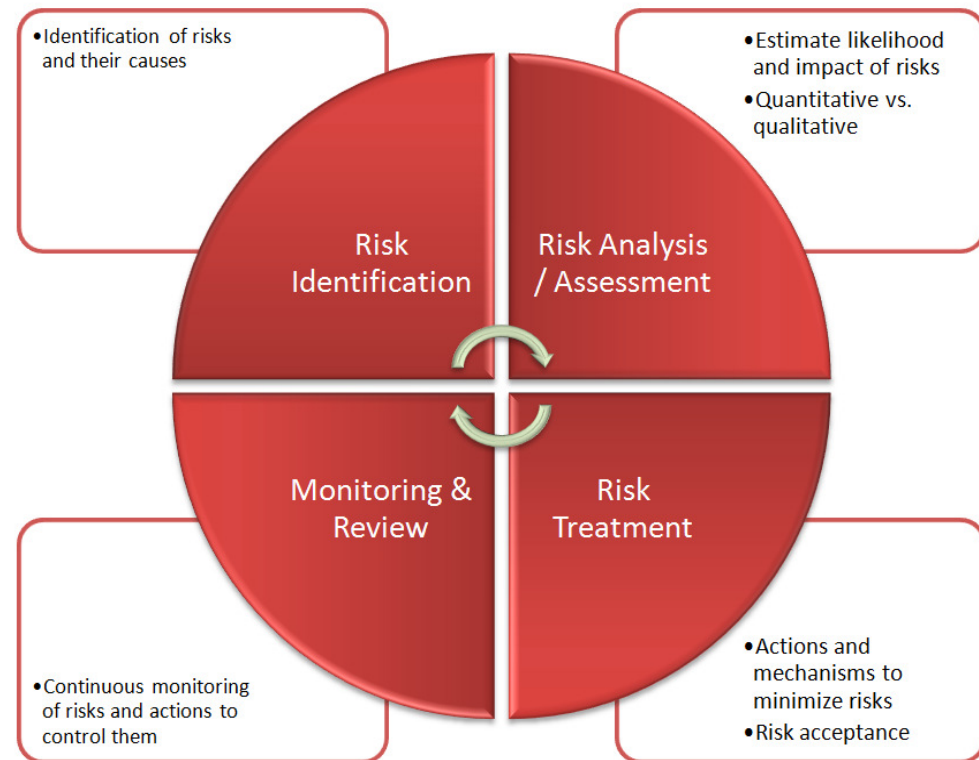 •Identification of risks
and their causes
•Estimate likelihood
and impact of risks
•Quantitative vs.
qualitative
Risk
Identification
Risk Analysis
/ Assessment
Monitoring &
Review
Risk
Treatment
•Continuous monitoring
of risks and actions to
control them
•Actions and
mechanisms to
minimize risks
•Risk acceptance